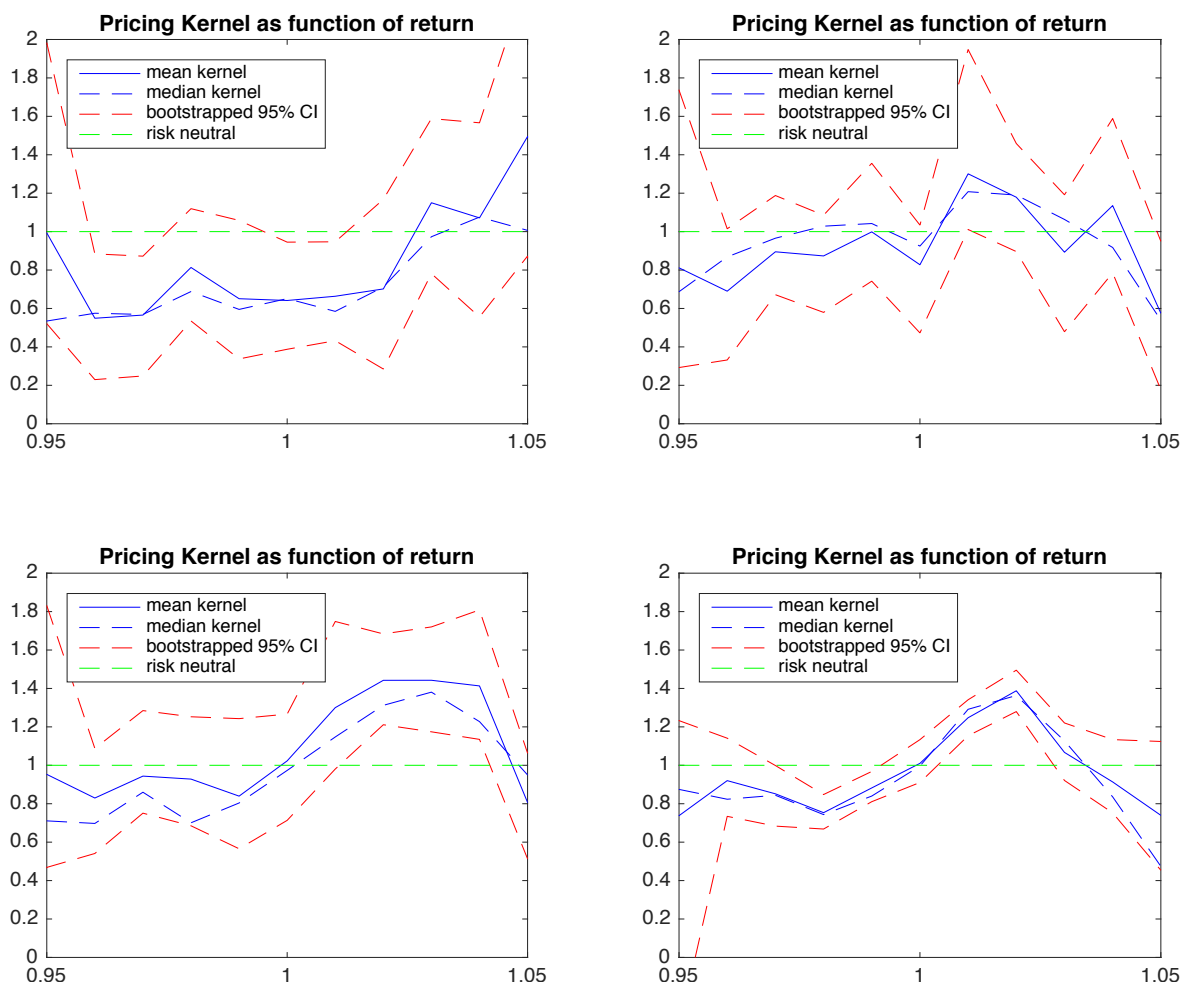 Pricing Kernel as function of return
2
1.8
1.6
1.4
1.2
1
0.8
0.6
0.4
0.2
0
0.95
1
1.05
mean kernel
median kernel
bootstrapped 95% CI
risk neutral
Pricing Kernel as function of return
2
1.8
1.6
1.4
1.2
1
0.8
0.6
0.4
0.2
0
0.95
1
1.05
mean kernel
median kernel
bootstrapped 95% CI
risk neutral
Pricing Kernel as function of return
2
1.8
1.6
1.4
1.2
1
0.8
0.6
0.4
0.2
0
0.95
1
1.05
mean kernel
median kernel
bootstrapped 95% CI
risk neutral
Pricing Kernel as function of return
2
1.8
1.6
1.4
1.2
1
0.8
0.6
0.4
0.2
0
0.95
1
1.05
mean kernel
median kernel
bootstrapped 95% CI
risk neutral